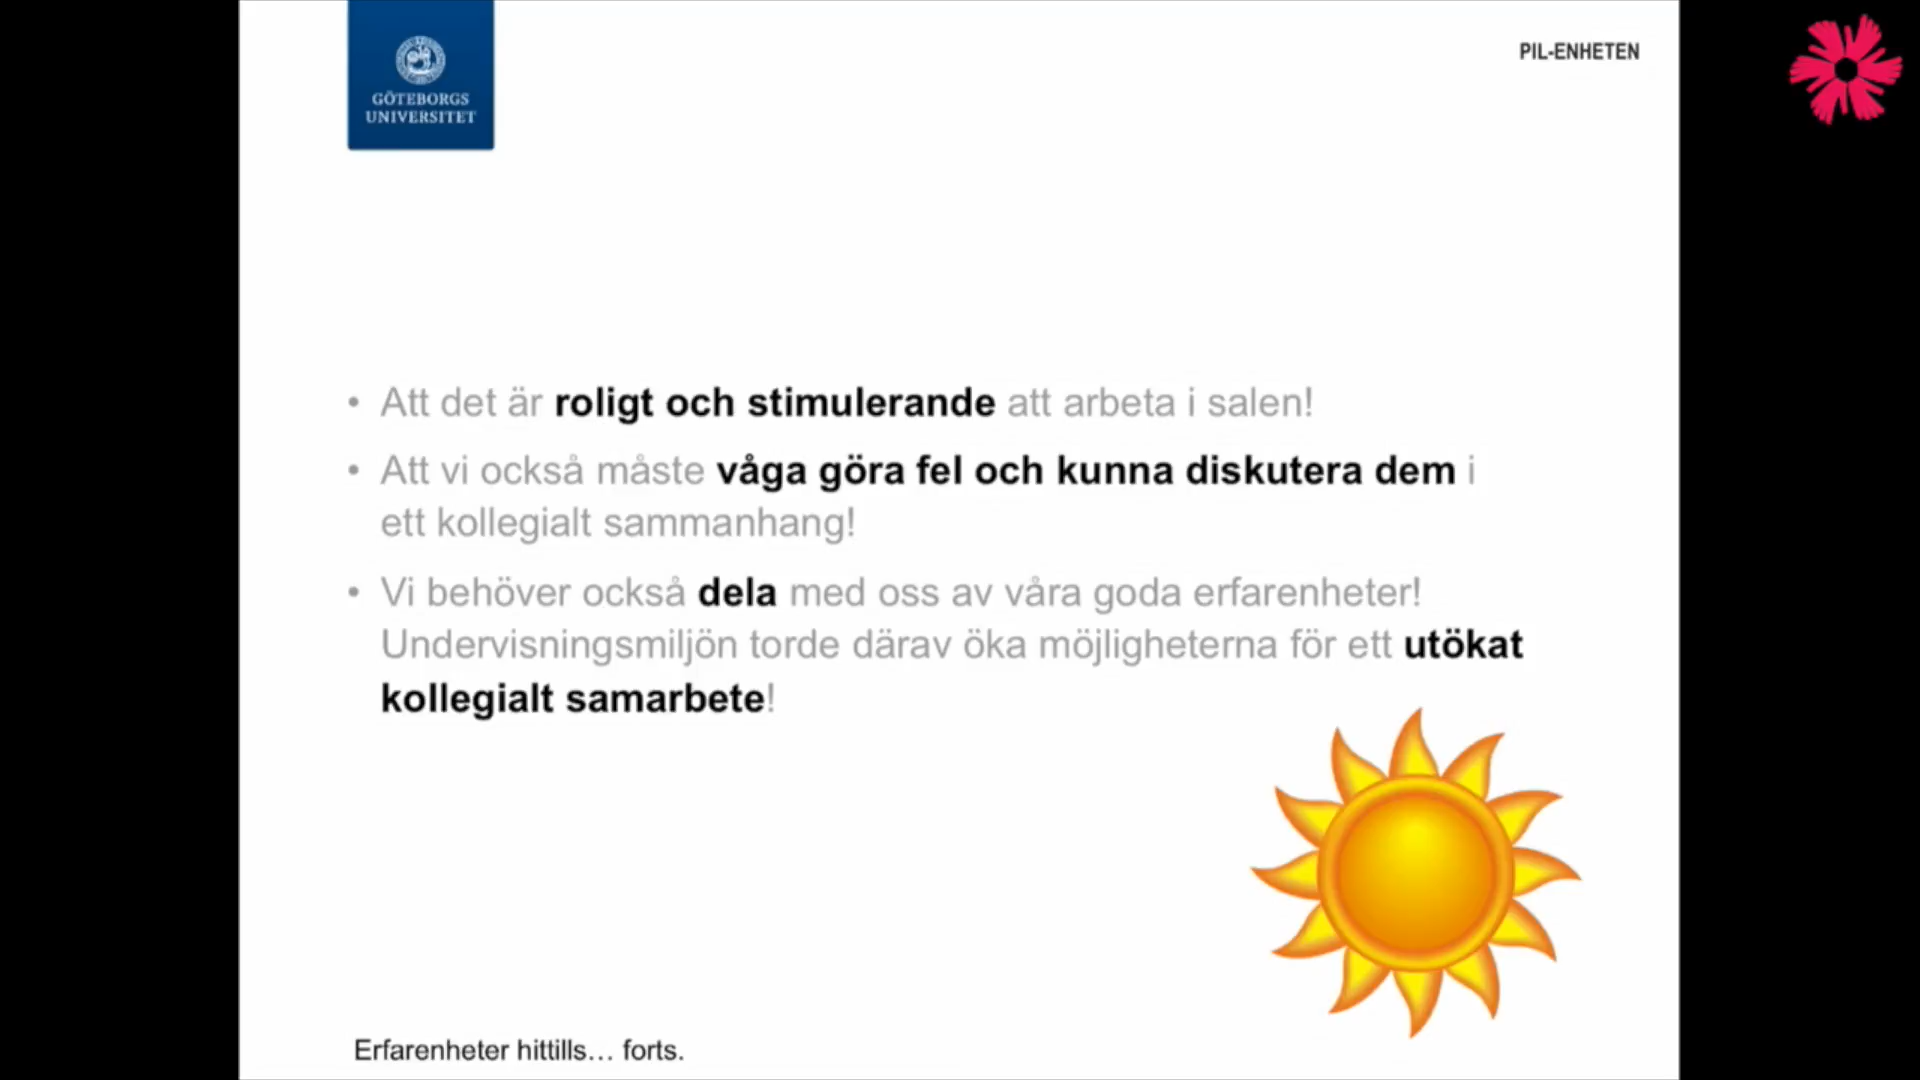 GÖTEBORGS
UNIVERSITET
PIL-ENHETEN
• Att det är roligt och stimulerande att arbeta i salen!
• Att vi också måste våga göra fel och kunna diskutera dem i
ett kollegialt sammanhang!
• Vi behöver också dela med oss av våra goda erfarenheter!
Undervisningsmiljön torde därav öka möjligheterna för ett utökat
kollegialt samarbete!
Erfarenheter hittills… forts.